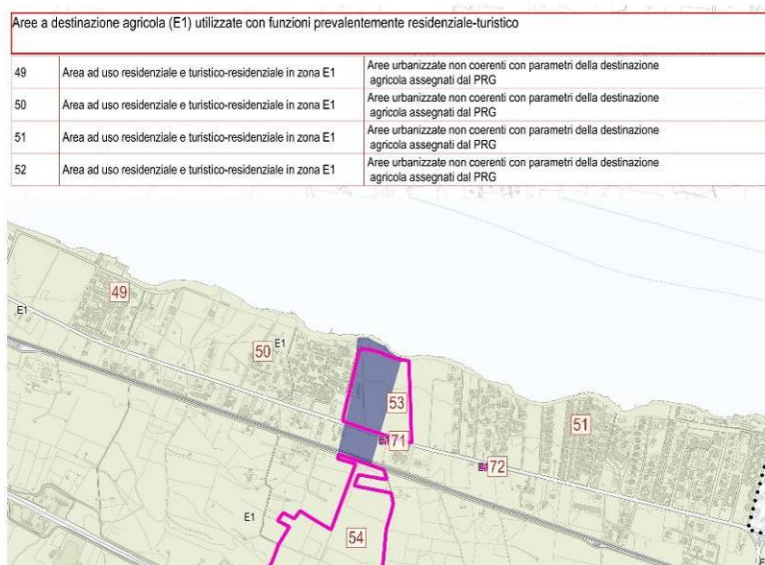 Aree a destinazione agricola (E1) utilizzate con funzioni prevalentemente residenziale-turistico
49 Area ad uso residenziale e turistico-residenziale in zona E1 Aree urbanizzate non coerenti con parametri della destinazione
agricola assegnati dal PRG
50 Area ad uso residenziale e turistico-residenziale in zona E1 Aree urbanizzate non coerenti con parametri della destinazione
agricola assegnati dal PRG
51 Area ad uso residenziale e turistico-residenziale in zona E1 Aree urbanizzate non coerenti con parametri della destinazione
agricola assegnati dal PRG
52 Area ad uso residenziale e turistico-residenziale in zona E1 Aree urbanizzate non coerenti con parametri della destinazione
agricola assegnati dal PRG
49
E1
50
E1
53
51
71
72
E1
54